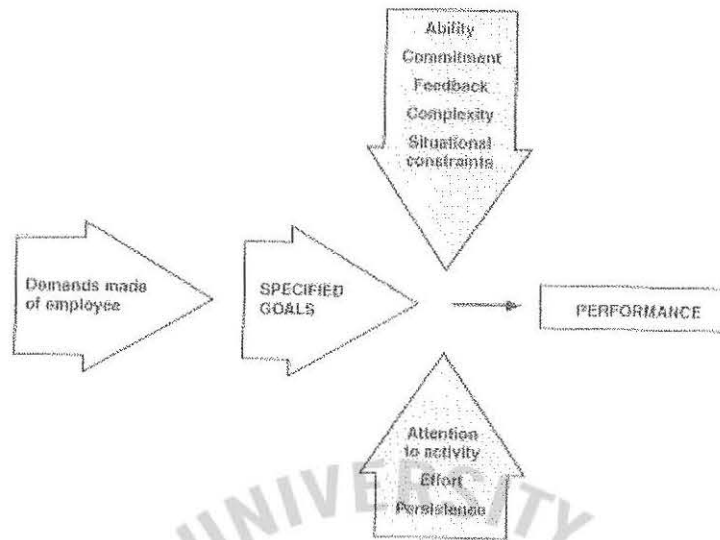 Ability
Commitment
Feedback
Complexity
Situational
constraints
Demands made
of employee
SPECIFIED
GOALS
PERFORMANCE
Attention
to activity
Effort
Persistence
UNIVERSITY